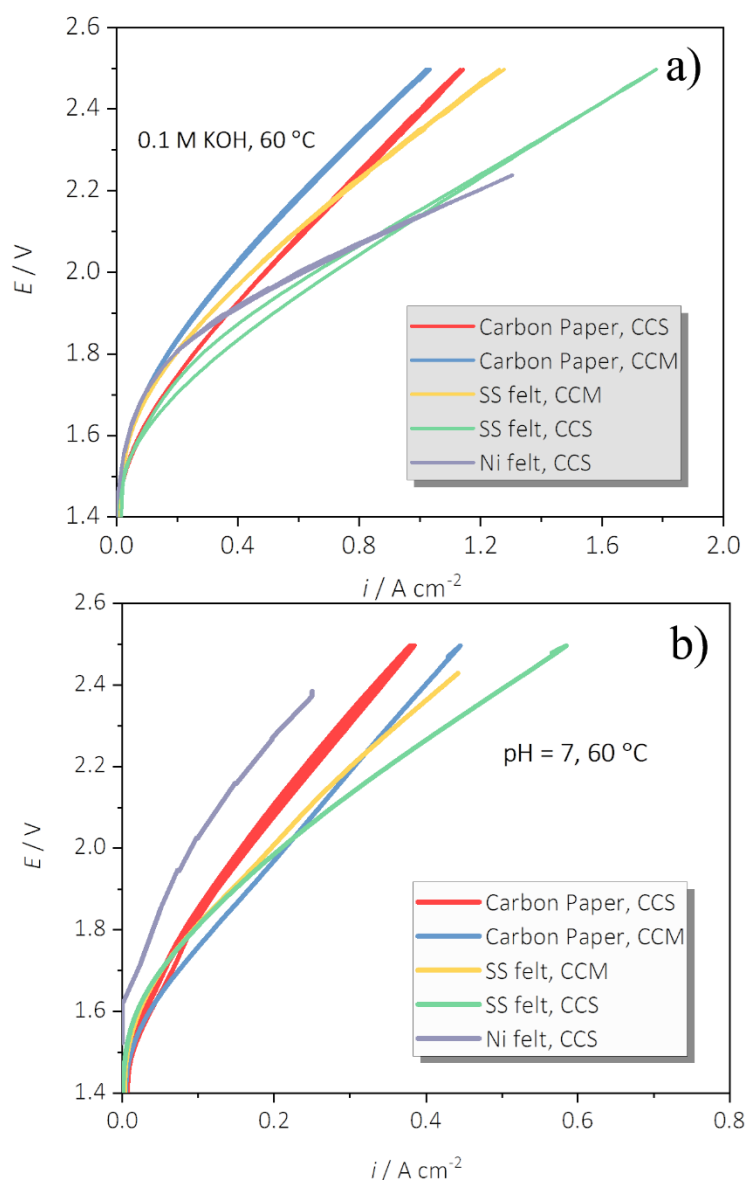 a)
2.6
2.4
2.2
2.0
1.8
1.6
1.4
E / V
0.1 M KOH, 60 °C
Carbon Paper, CCS
Carbon Paper, CCM
SS felt, CCM
SS felt, CCS
Ni felt, CCS
0.0 0.4 0.8 1.2 1.6 2.0
i / A cm-2
b)
2.6
2.4
2.2
2.0
1.8
1.6
1.4
E / V
pH = 7, 60 °C
Carbon Paper, CCS
Carbon Paper, CCM
SS felt, CCM
SS felt, CCS
Ni felt, CCS
0.0 0.2 0.4 0.6 0.8
i / A cm-2